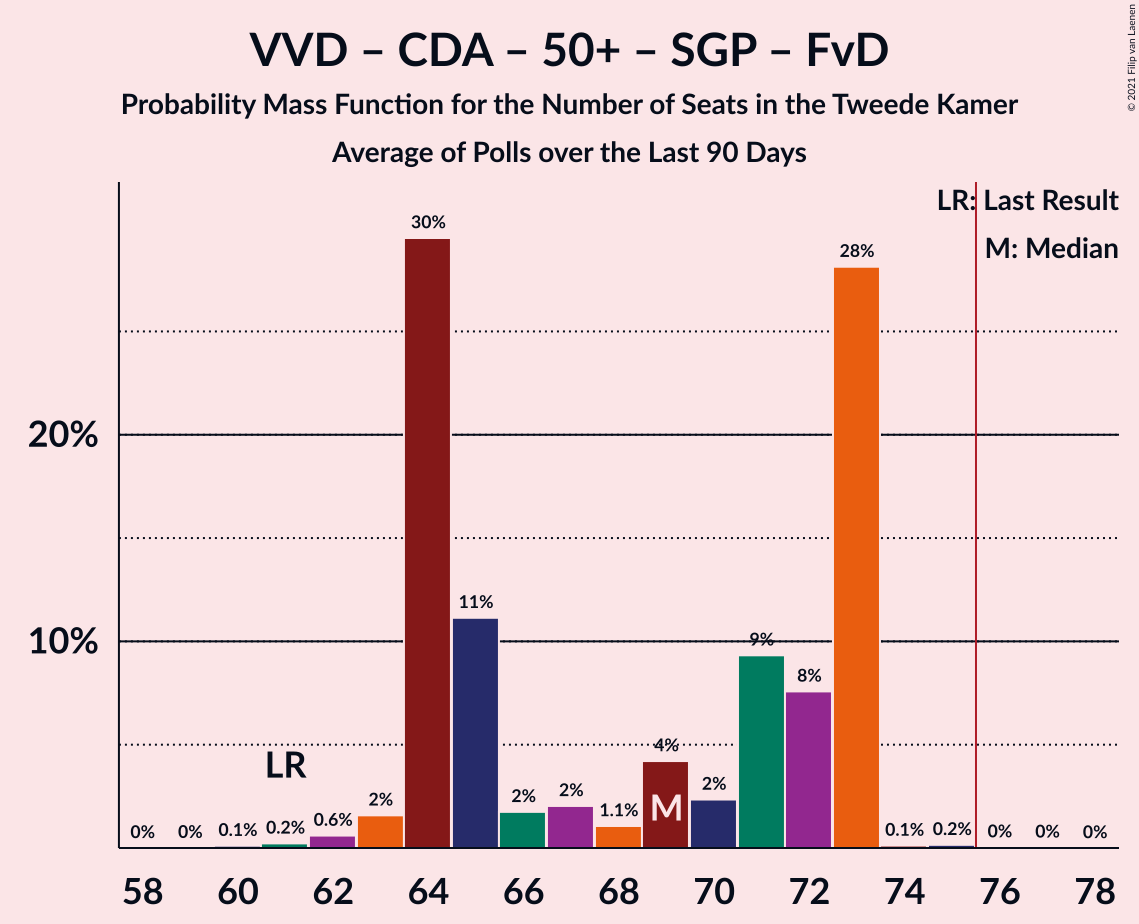 VVD – CDA – 50+ – SGP – FvD
Probability Mass Function for the Number of Seats in the Tweede Kamer
Average of Polls over the Last 90 Days
© 2021 Filip van Laenen
LR: Last Result
M: Median
20%
10%
30%
28%
11%
9%
8%
4%
LR
M
0% 0% 0.1% 0.2% 0.6% 2% 2% 2% 1.1% 2% 0.1% 0.2% 0% 0% 0%
58 60 62 64 66 68 70 72 74 76 78